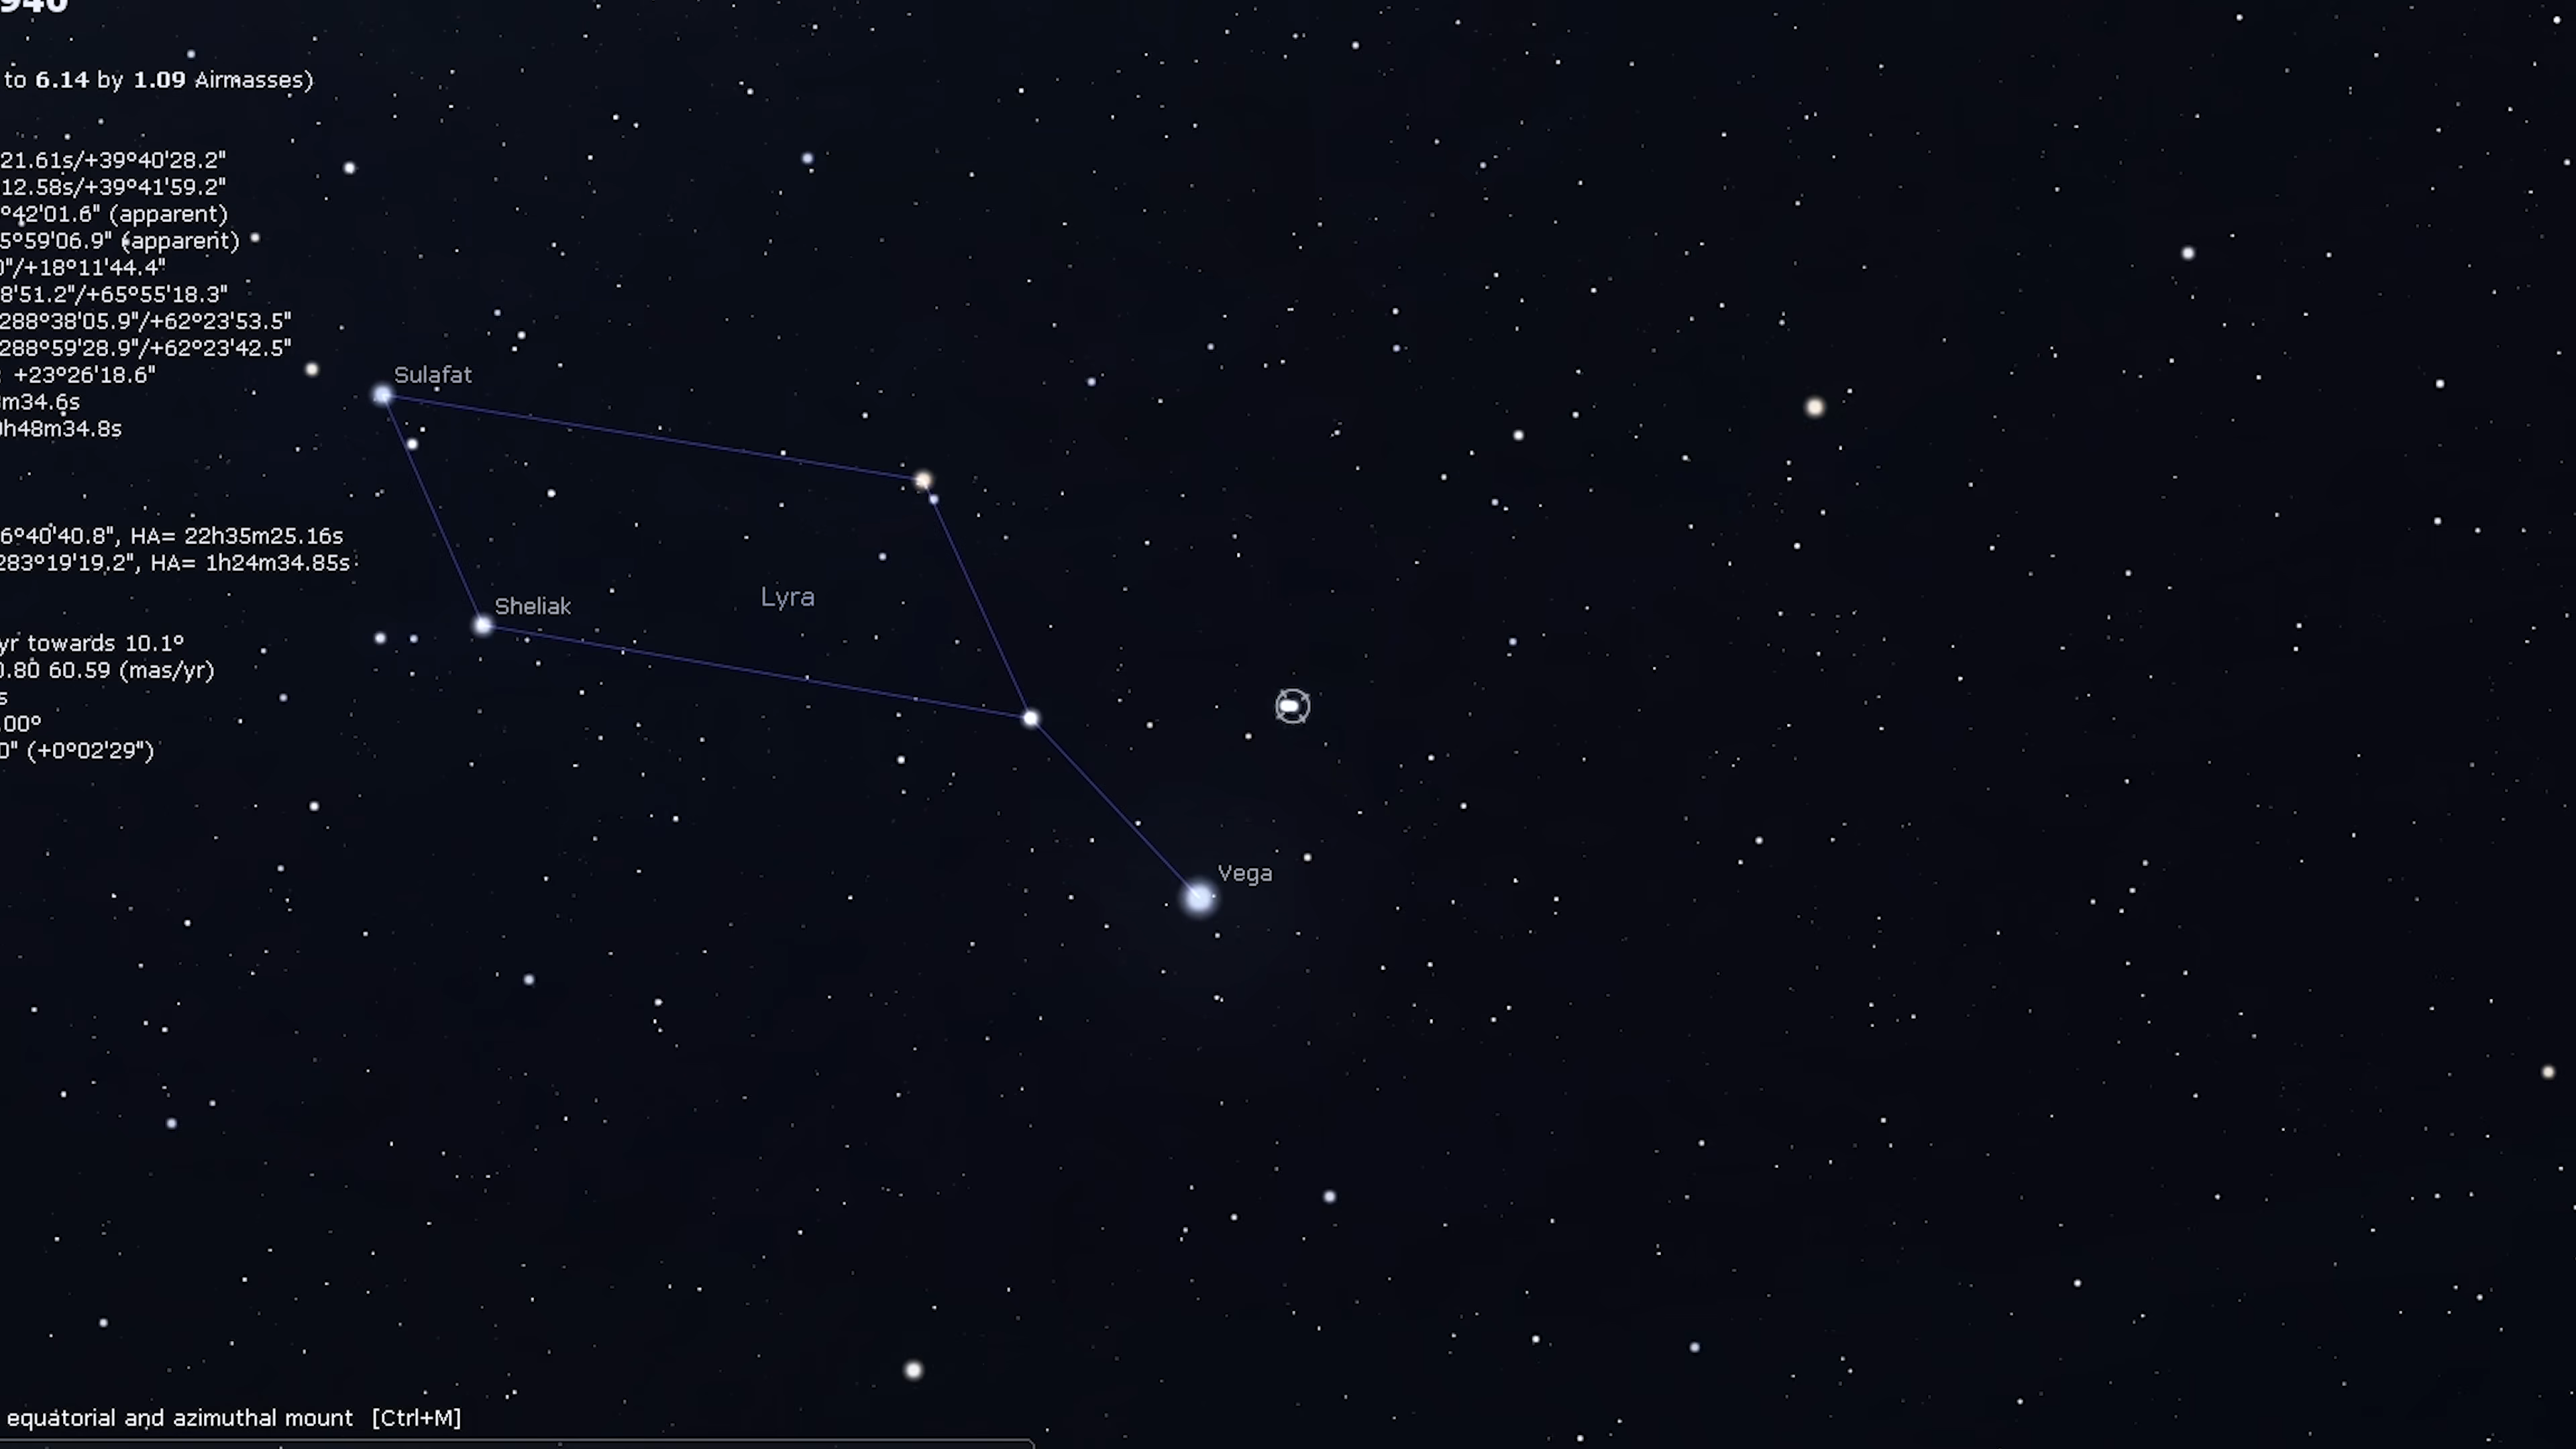 to 6.14 by 1.09 Airmasses)
21.61s/+39°40'28.2"
12.58s/+39°41'59.2"
°42'01.6" (apparent)
5°59'06.9" (apparent)
0"/+18°11'44.4"
8'51.2"/+65°55'18.3"
288°38'05.9"/+62°23'53.5"
288°59'28.9"/+62°23'42.5"
: +23°26'18.6"
m34.6s
h48m34.8s
Sulafat
6°40'40.8", HA= 22h35m25.16s
283°19'19.2", HA= 1h24m34.85s
Lyra
Sheliak
yr towards 10.1°
0.80 60.59 (mas/yr)
s
.00°
0" (+0°02'29")
Vega
equatorial and azimuthal mount [Ctrl+M]